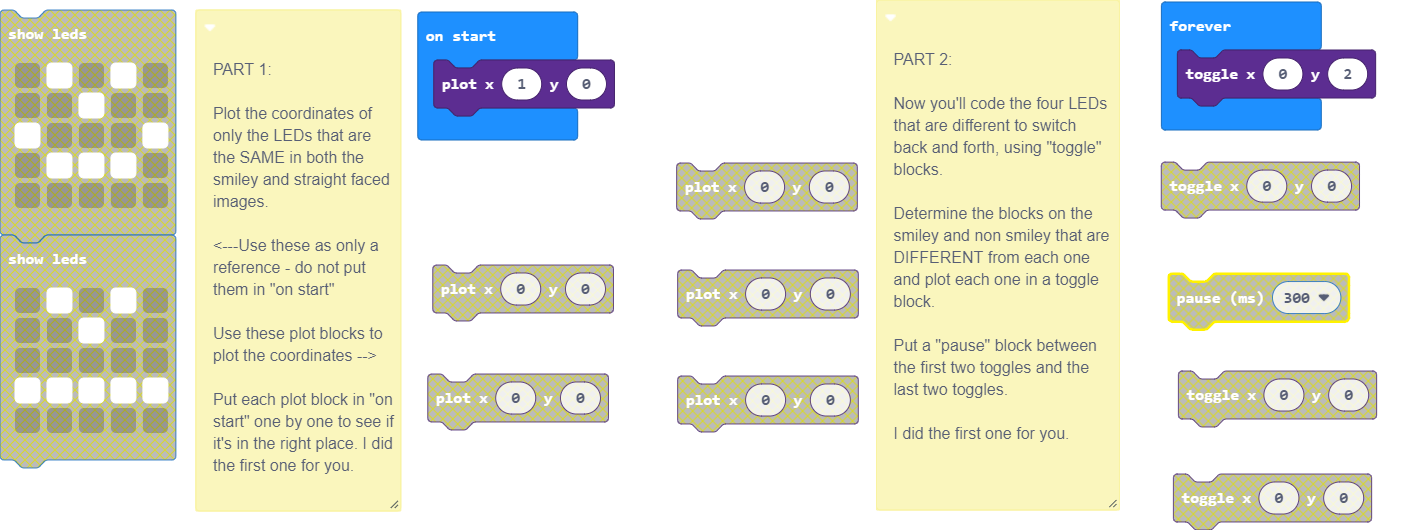 show leds
show leds
PART 1:
Plot the coordinates of
only the LEDs that are
the SAME in both the
smiley and straight faced
images.
<---Use these as only a
reference - do not put
them in "on start"
Use these plot blocks to
plot the coordinates -->
Put each plot block in "on
start" one by one to see if
it's in the right place. I did
the first one for you.
on start
plot x 1 y 0
plot x 0 y 0
plot x 0 y 0
plot x 0 y 0
plot x 0 y 0
plot x 0 y 0
PART 2:
Now you'll code the four LEDs
that are different to switch
back and forth, using "toggle"
blocks.
Determine the blocks on the
smiley and non smiley that are
DIFFERENT from each one
and plot each one in a toggle
block.
Put a "pause" block between
the first two toggles and the
last two toggles.
I did the first one for you.
forever
toggle x 0 y 2
toggle x 0 y 0
pause (ms) 300
toggle x 0 y 0
toggle x 0 y 0